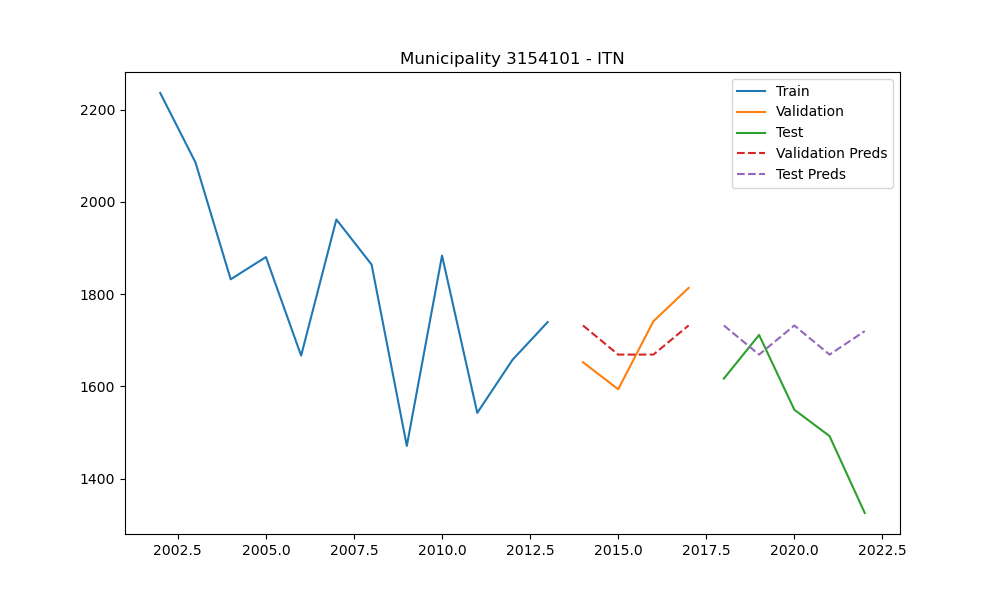 Municipality 3154101 - ITN
Train
Validation
Test
Validation Preds
Test Preds
2200
2000
1800
1600
1400
2002.5 2005.0 2007.5 2010.0 2012.5 2015.0 2017.5 2020.0 2022.5